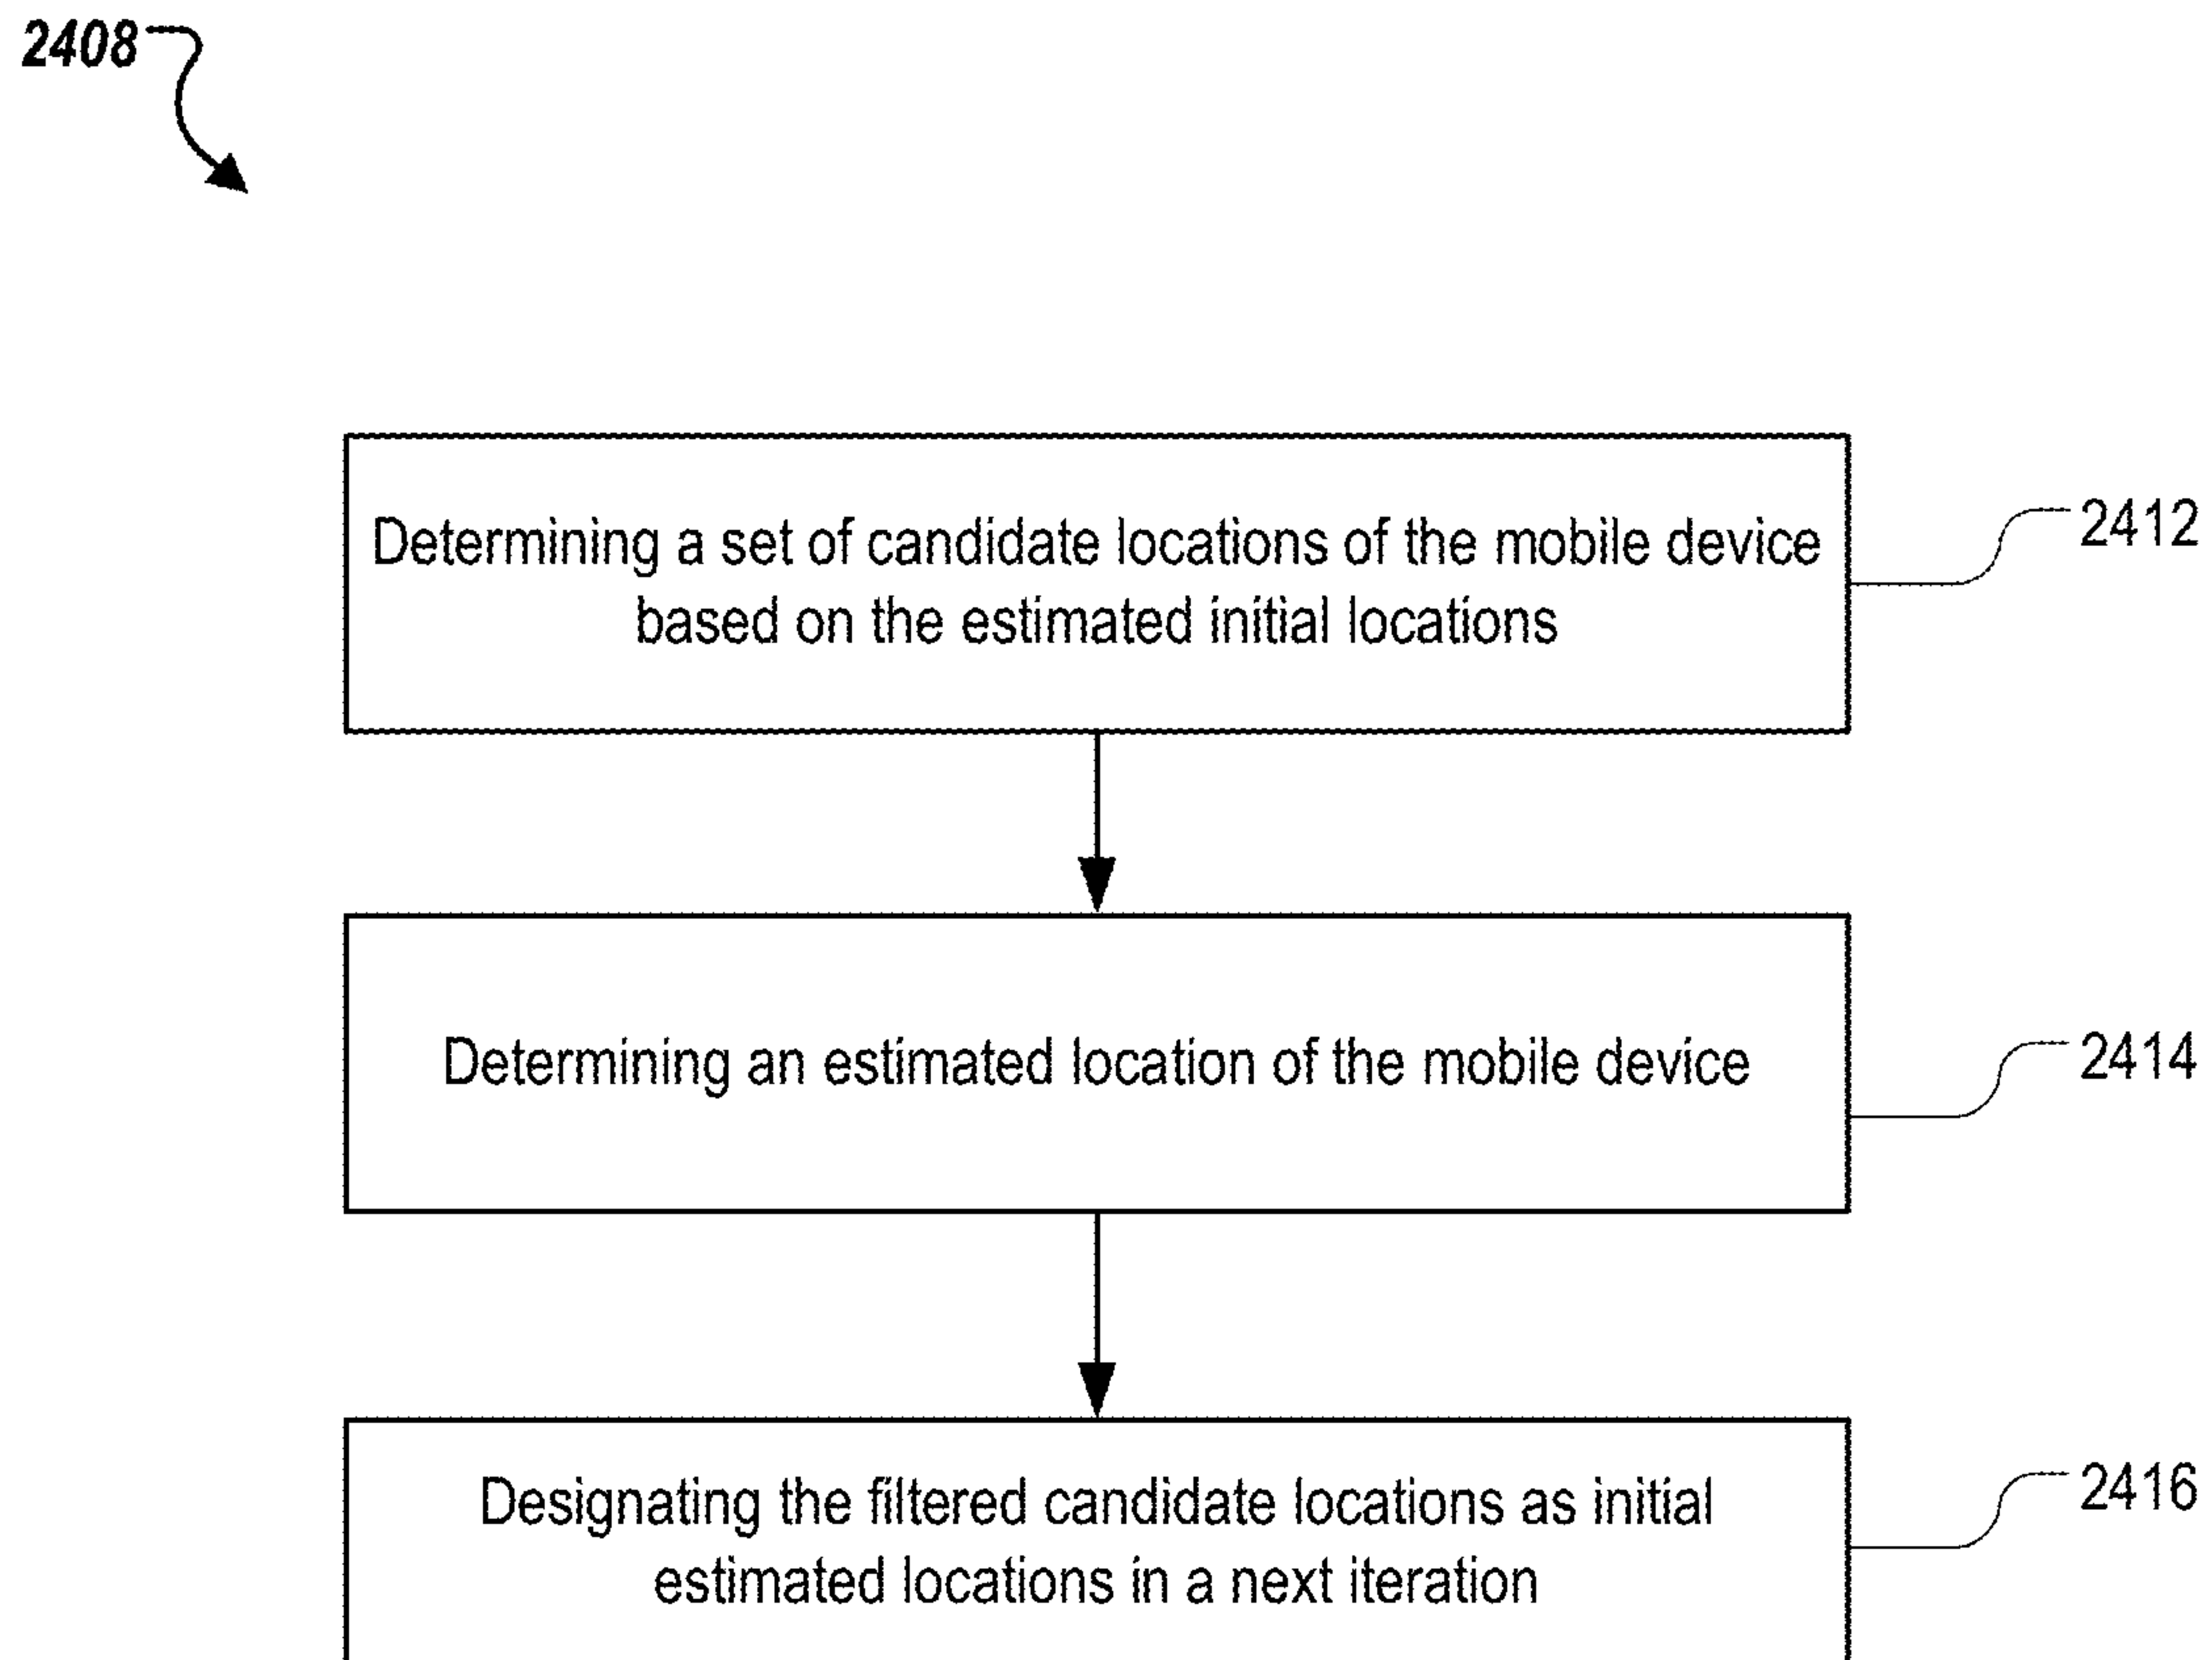 2408
Determining a set of candidate locations of the mobile device
based on the estimated initial locations
2412
Determining an estimated location of the mobile device
2414
Designating the filtered candidate locations as initial
estimated locations in a next iteration
2416